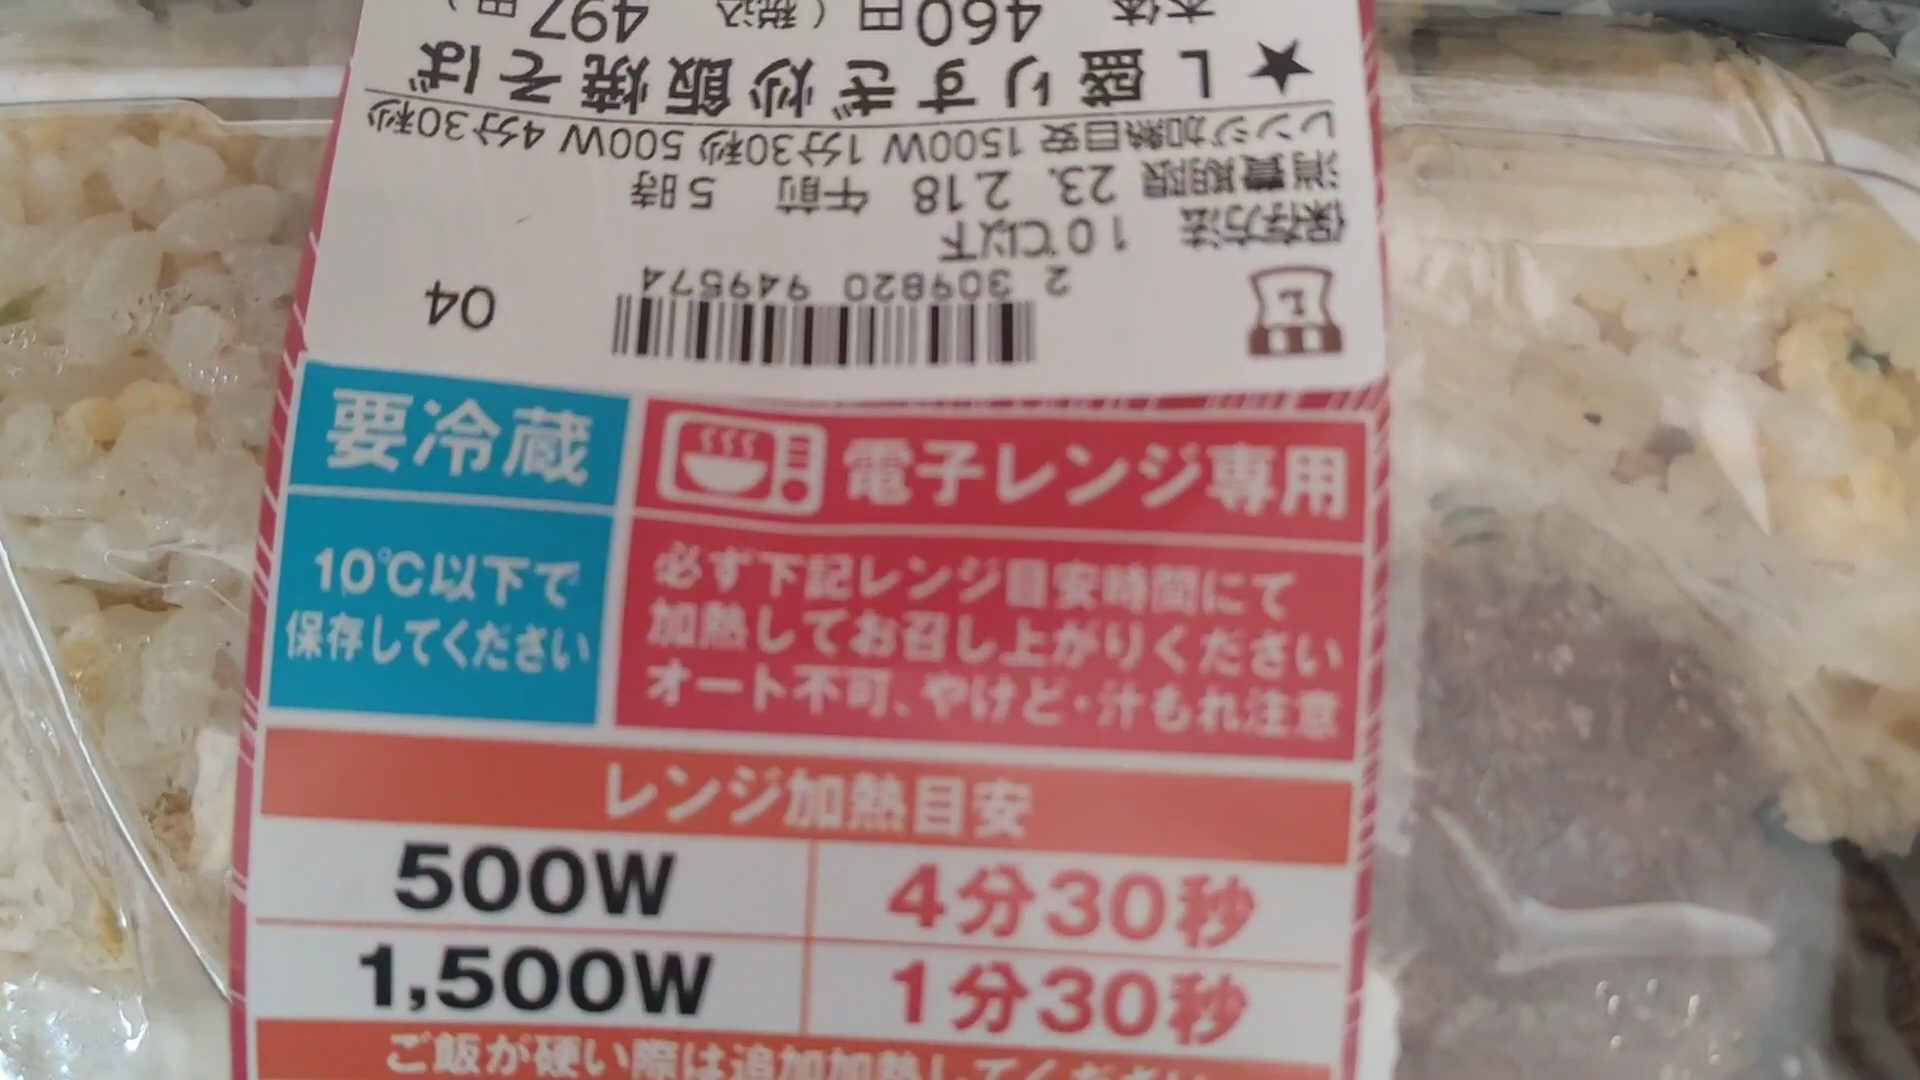 本体 460円 (税込 497円)
★L盛りすぎ炒飯焼そば
レンジ加熱目安 1500W 1分30秒 500W 4分30秒
消費期限 23. 2.18 午前 5時
保存方法 10℃以下
2 309820 949574
04
L
要冷蔵
10℃以下で
保存してください
電子レンジ専用
必ず下記レンジ目安時間にて
加熱してお召し上がりください
オート不可、やけど・汁もれ注意
レンジ加熱目安
500W 4分30秒
1,500W 1分30秒
ご飯が硬い際は追加加熱してください